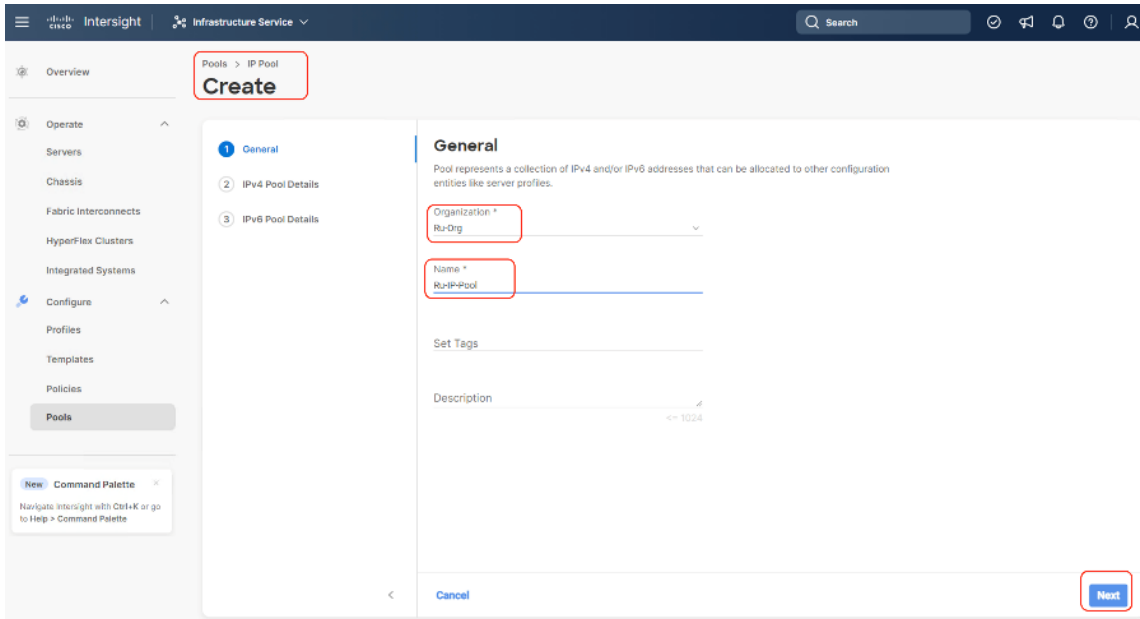 cisco Intersight
Infrastructure Service
Search
Overview
Operate
Servers
Chassis
Fabric Interconnects
HyperFlex Clusters
Integrated Systems
Configure
Profiles
Templates
Policies
Pools
New Command Palette
Navigate Intersight with Ctrl+K or go
to Help > Command Palette
Pools > IP Pool
Create
1 General
2 IPv4 Pool Details
3 IPv6 Pool Details
General
Pool represents a collection of IPv4 and/or IPv6 addresses that can be allocated to other configuration
entities like server profiles.
Organization *
Ru-Org
Name *
Ru-IP-Pool
Set Tags
Description
<= 1024
Cancel
Next